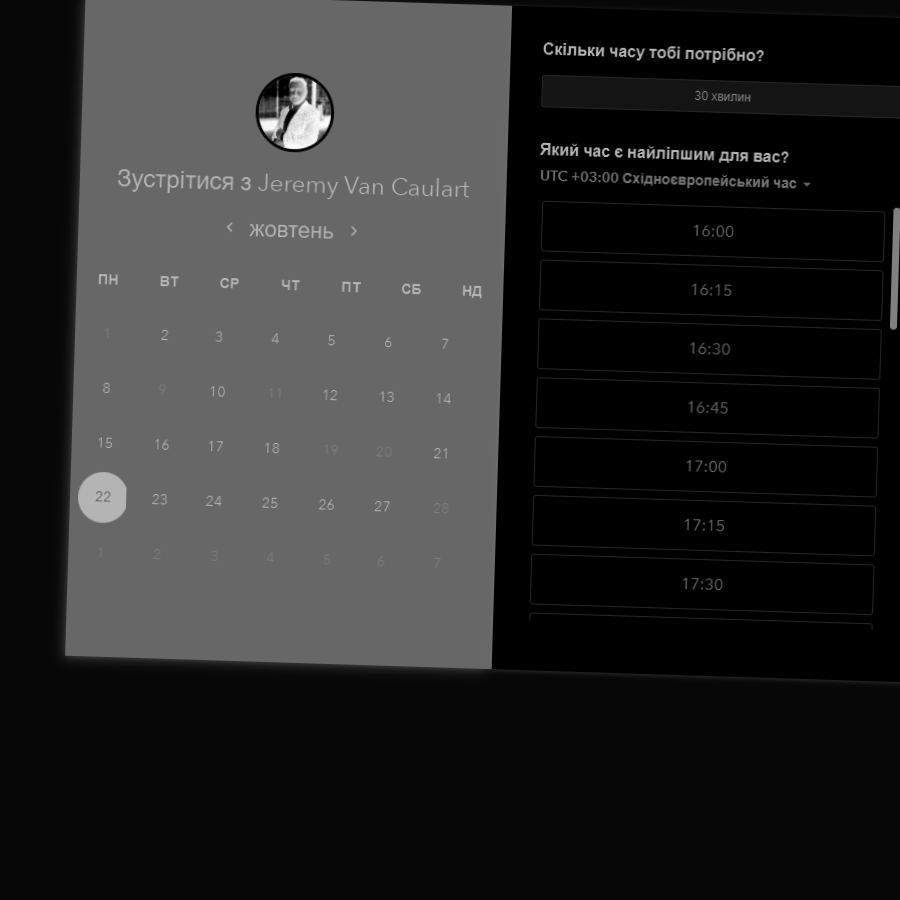 Зустрітися з Jeremy Van Caulart
жовтень
ПН ВТ СР ЧТ ПТ СБ НД
1 2 3 4 5 6 7
8 9 10 11 12 13 14
15 16 17 18 19 20 21
22 23 24 25 26 27 28
1 2 3 4 5 6 7
Скільки часу тобі потрібно?
30 хвилин
Який час є найліпшим для вас?
UTC +03:00 Східноєвропейський час
16:00
16:15
16:30
16:45
17:00
17:15
17:30